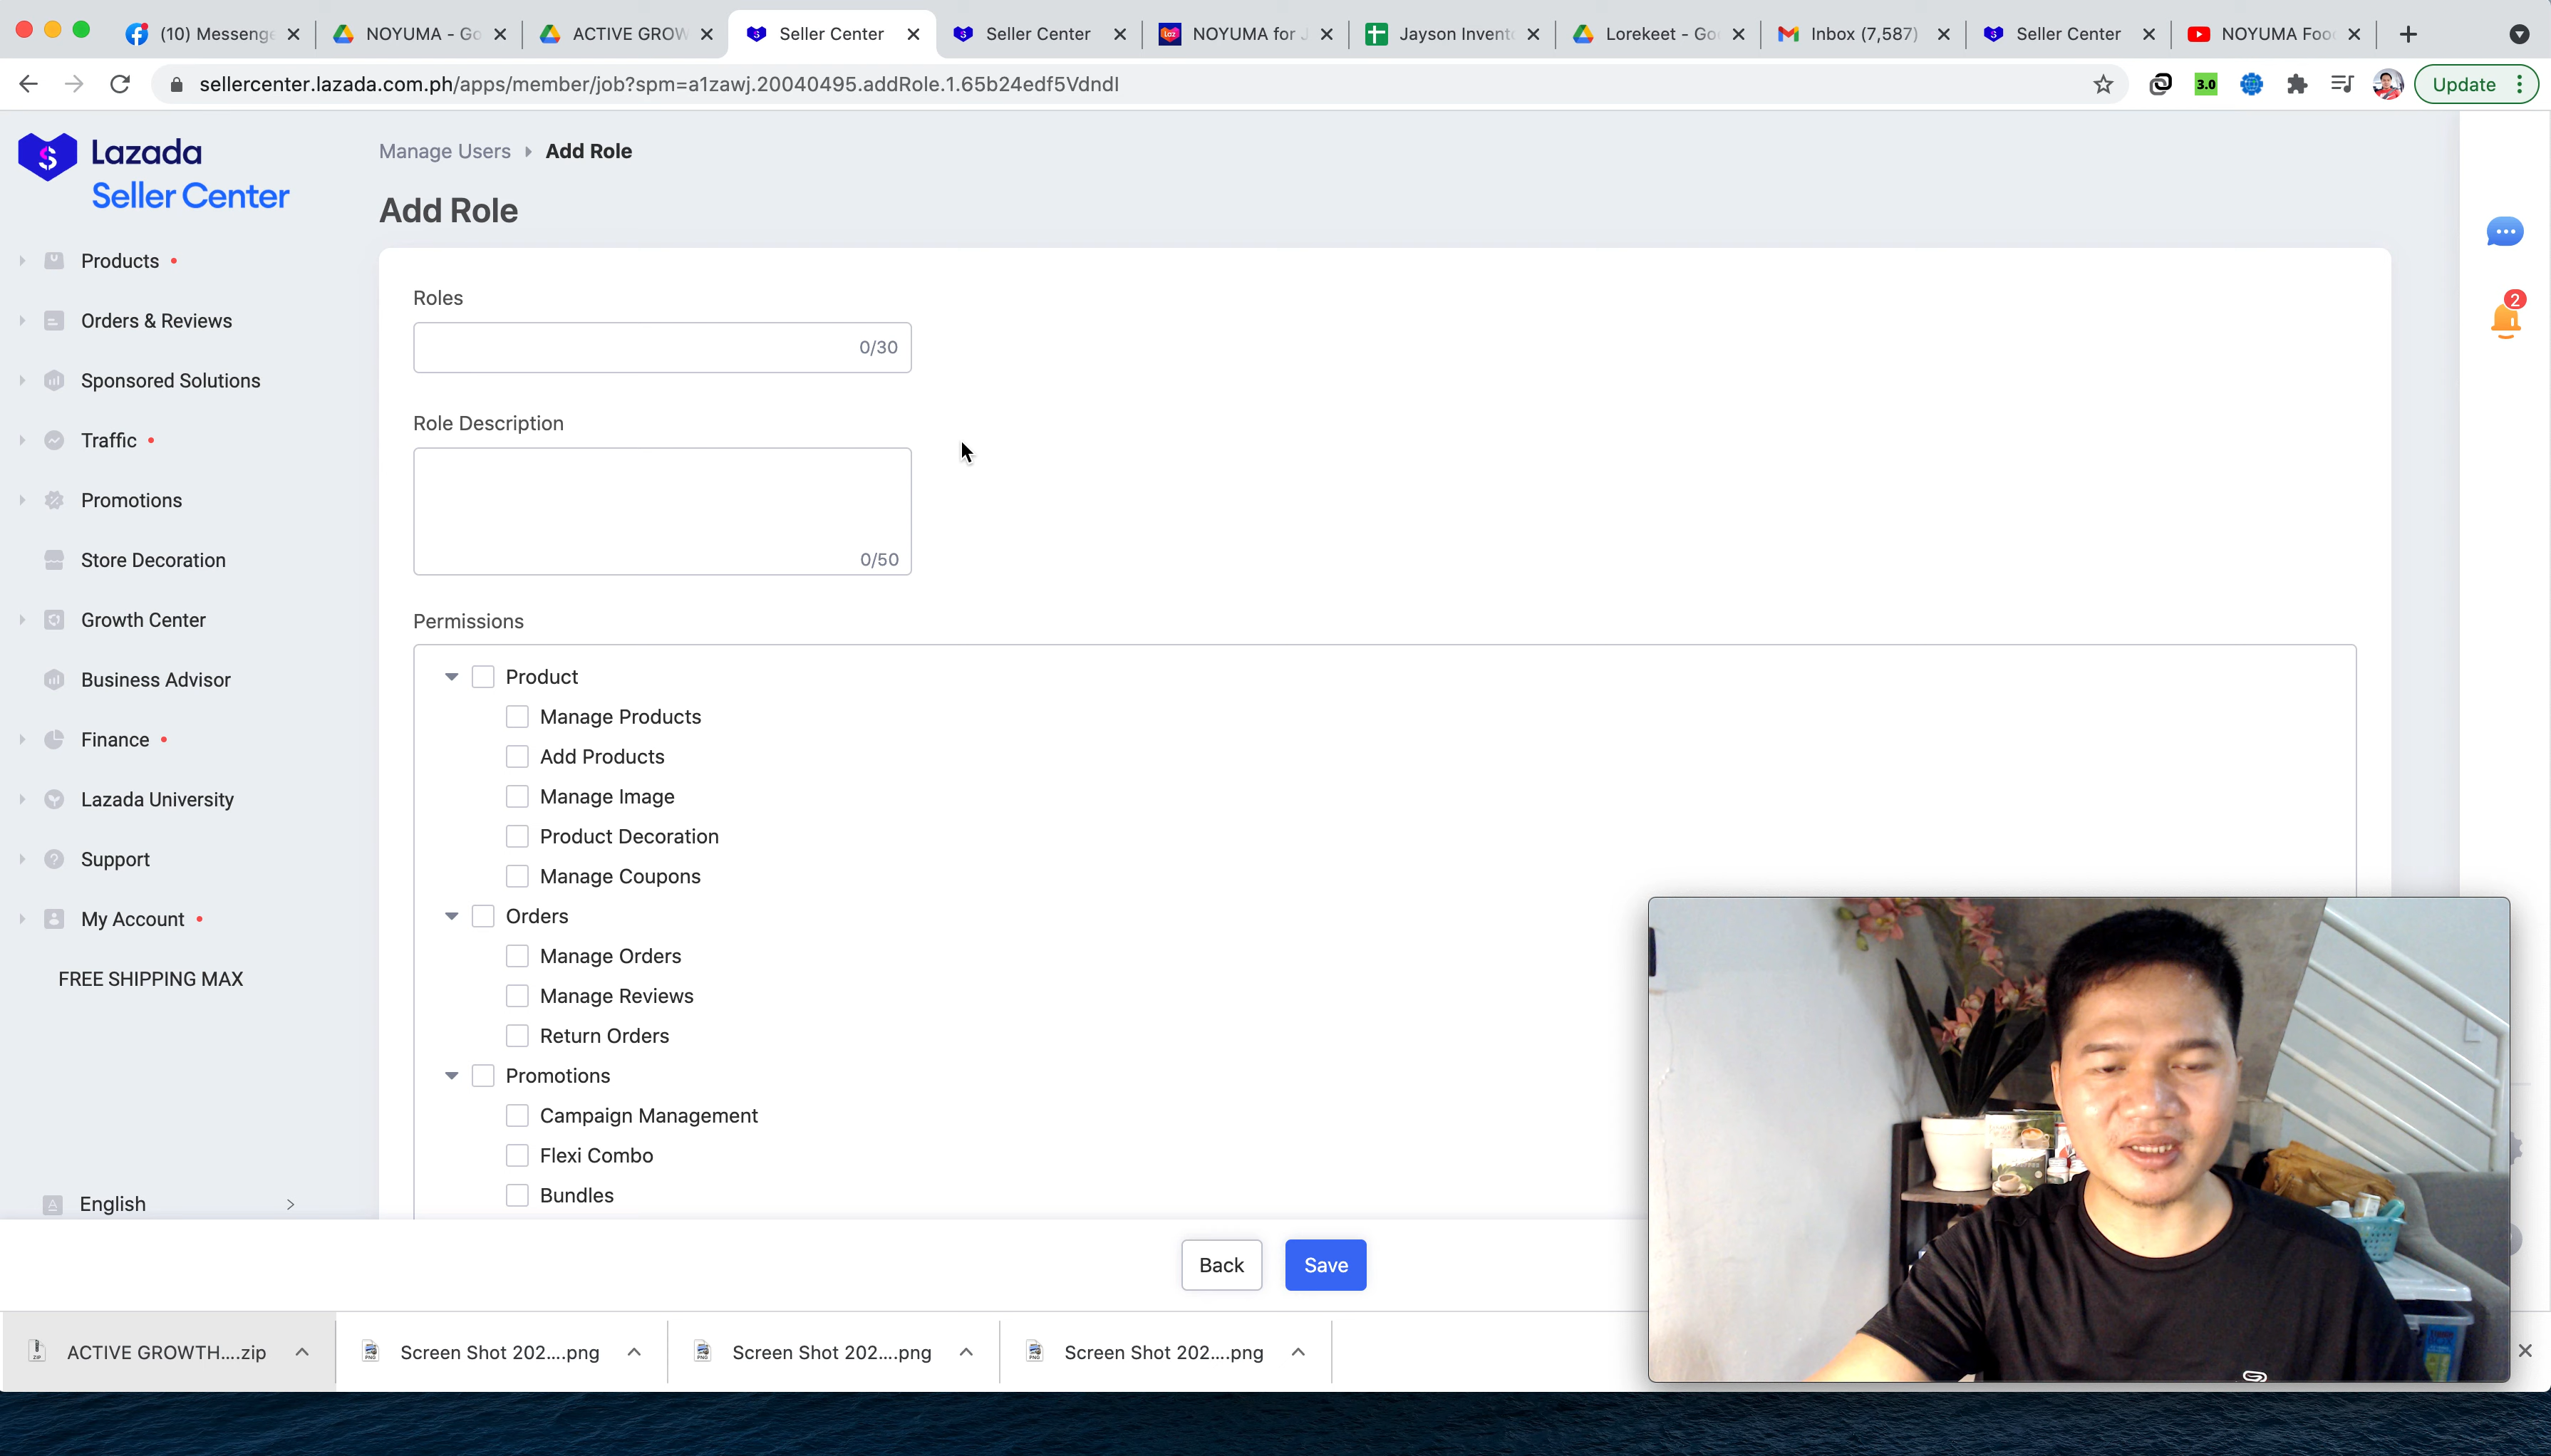 (10) Messenge
NOYUMA - Go
ACTIVE GROW
Seller Center
Seller Center
NOYUMA for J
Jayson Invent
Lorekeet - Go
Inbox (7,587)
Seller Center
NOYUMA Foo
sellercenter.lazada.com.ph/apps/member/job?spm=a1zawj.20040495.addRole.1.65b24edf5VdndI
3.0
Update
Lazada
Seller Center
Products
Orders & Reviews
Sponsored Solutions
Traffic
Promotions
Store Decoration
Growth Center
Business Advisor
Finance
Lazada University
Support
My Account
FREE SHIPPING MAX
English
Manage Users
Add Role
Add Role
Roles
0/30
Role Description
0/50
Permissions
Product
Manage Products
Add Products
Manage Image
Product Decoration
Manage Coupons
Orders
Manage Orders
Manage Reviews
Return Orders
Promotions
Campaign Management
Flexi Combo
Bundles
2
Back
Save
ACTIVE GROWTH....zip
Screen Shot 202....png
Screen Shot 202....png
Screen Shot 202....png